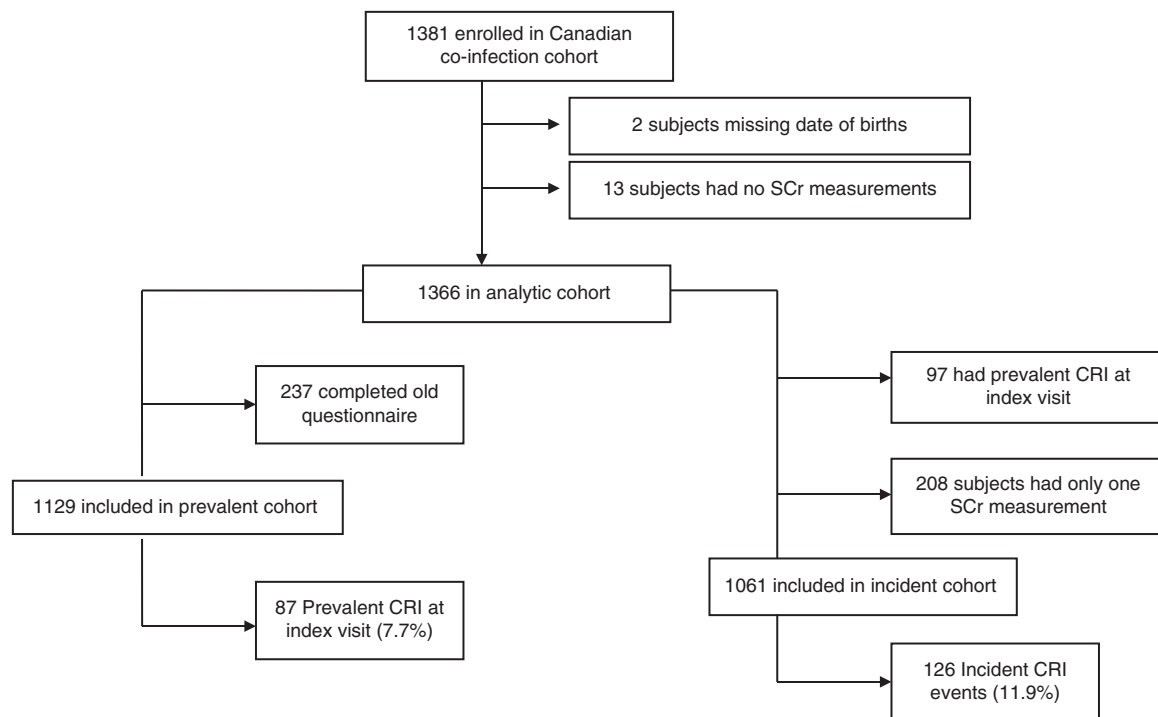 1381 enrolled in Canadian
co-infection cohort
2 subjects missing date of births
13 subjects had no SCr measurements
1366 in analytic cohort
237 completed old
questionnaire
1129 included in prevalent cohort
87 Prevalent CRI at
index visit (7.7%)
97 had prevalent CRI at
index visit
208 subjects had only one
SCr measurement
1061 included in incident cohort
126 Incident CRI
events (11.9%)